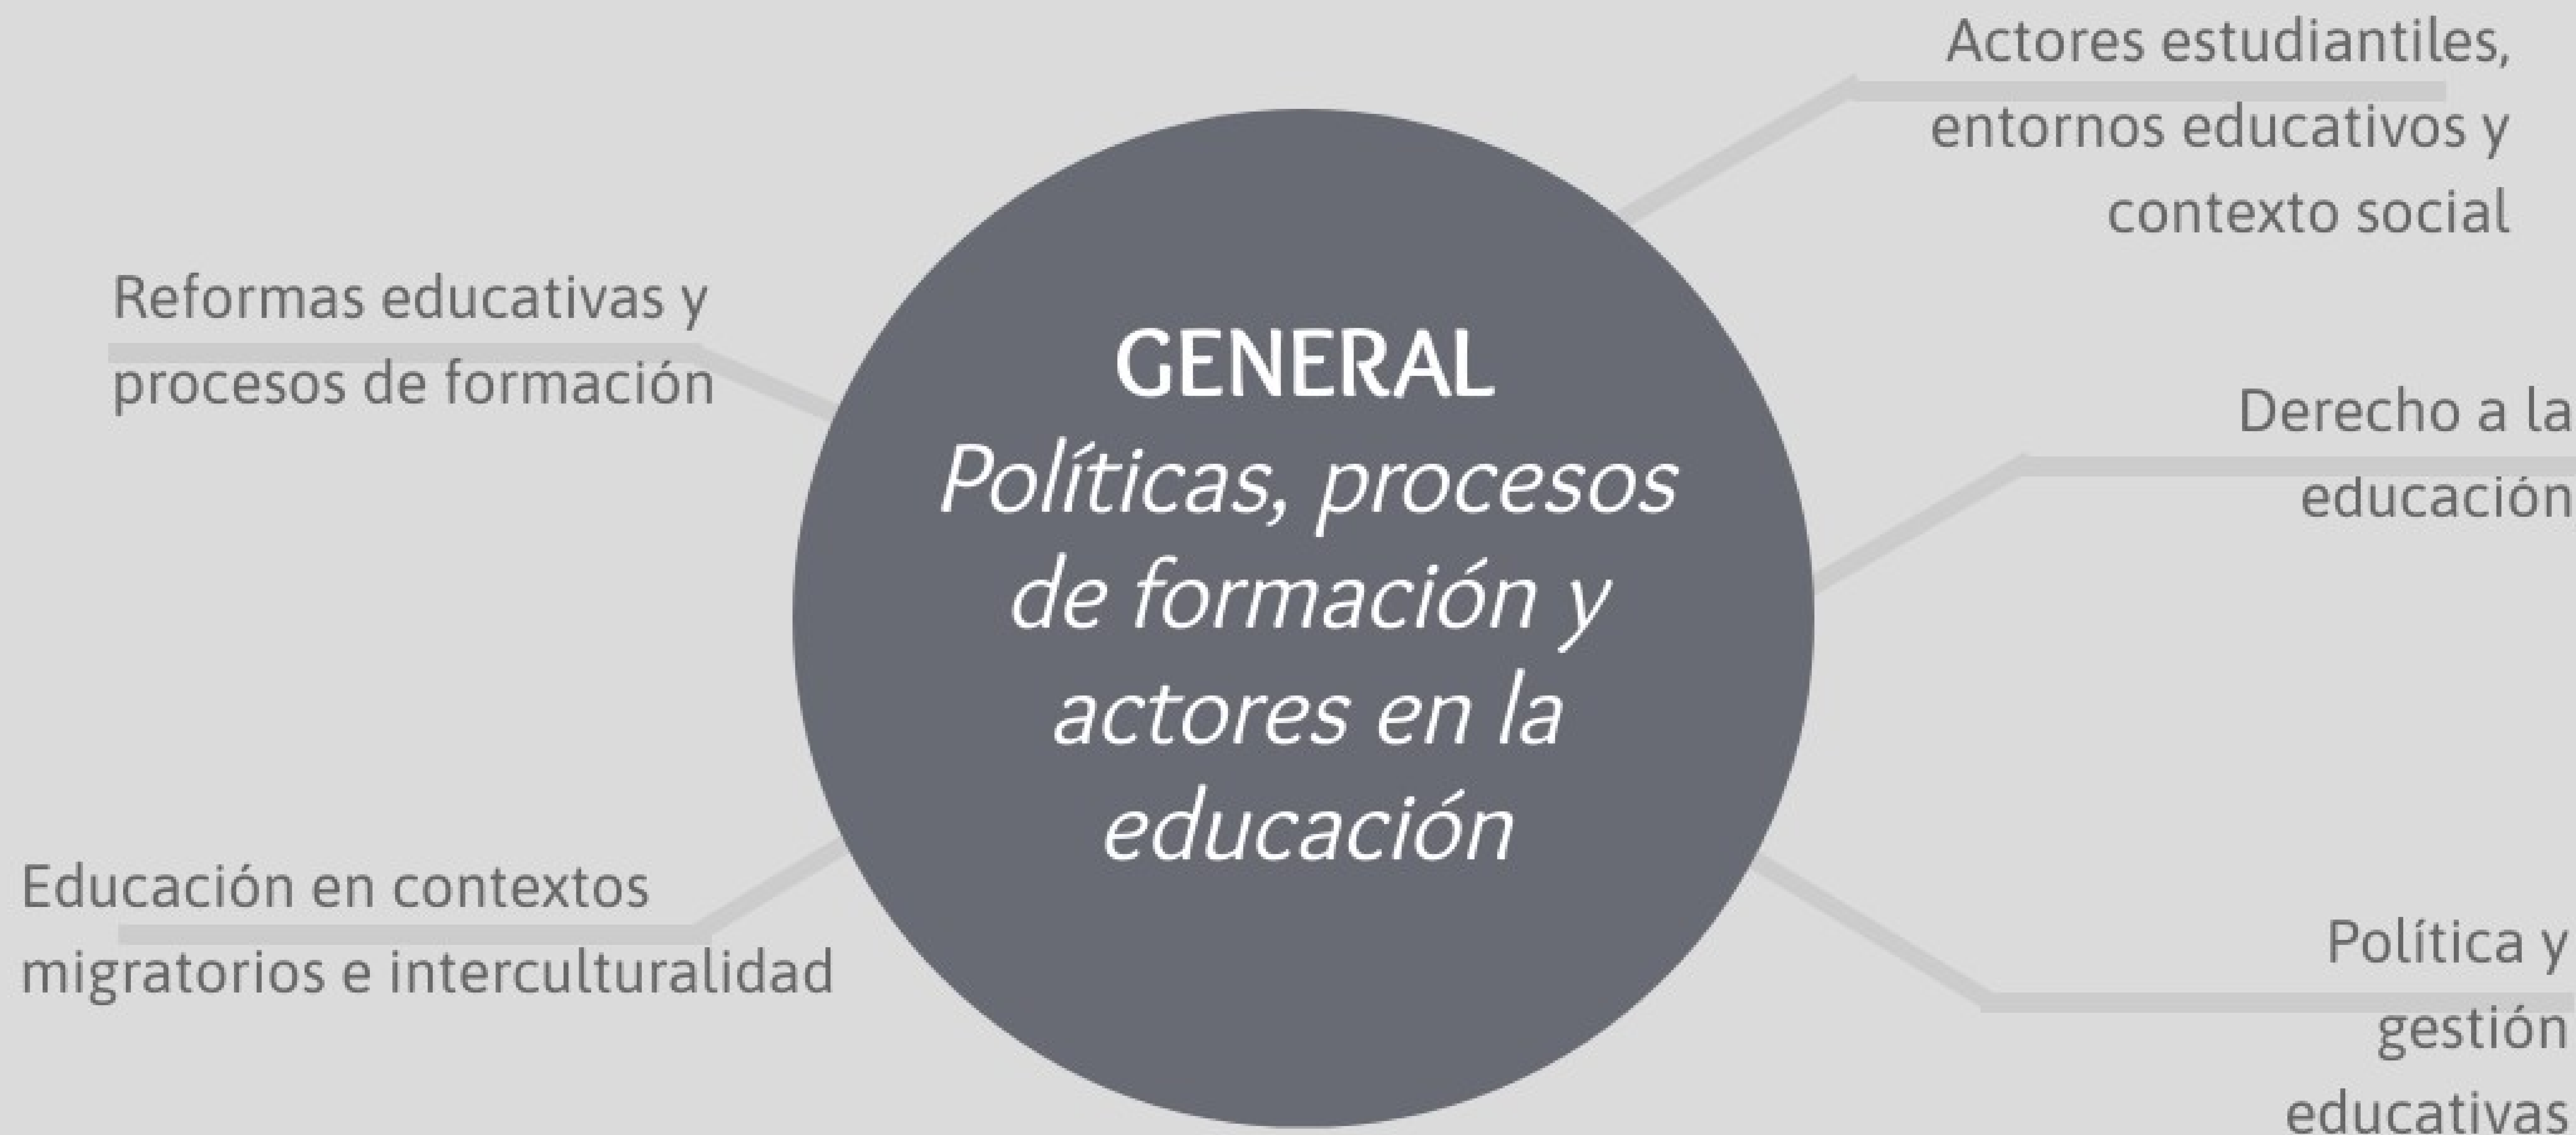 GENERAL
Políticas, procesos
de formación y
actores en la
educación
Reformas educativas y
procesos de formación
Educación en contextos
migratorios e interculturalidad
Actores estudiantiles,
entornos educativos y
contexto social
Derecho a la
educación
Política y
gestión
educativas